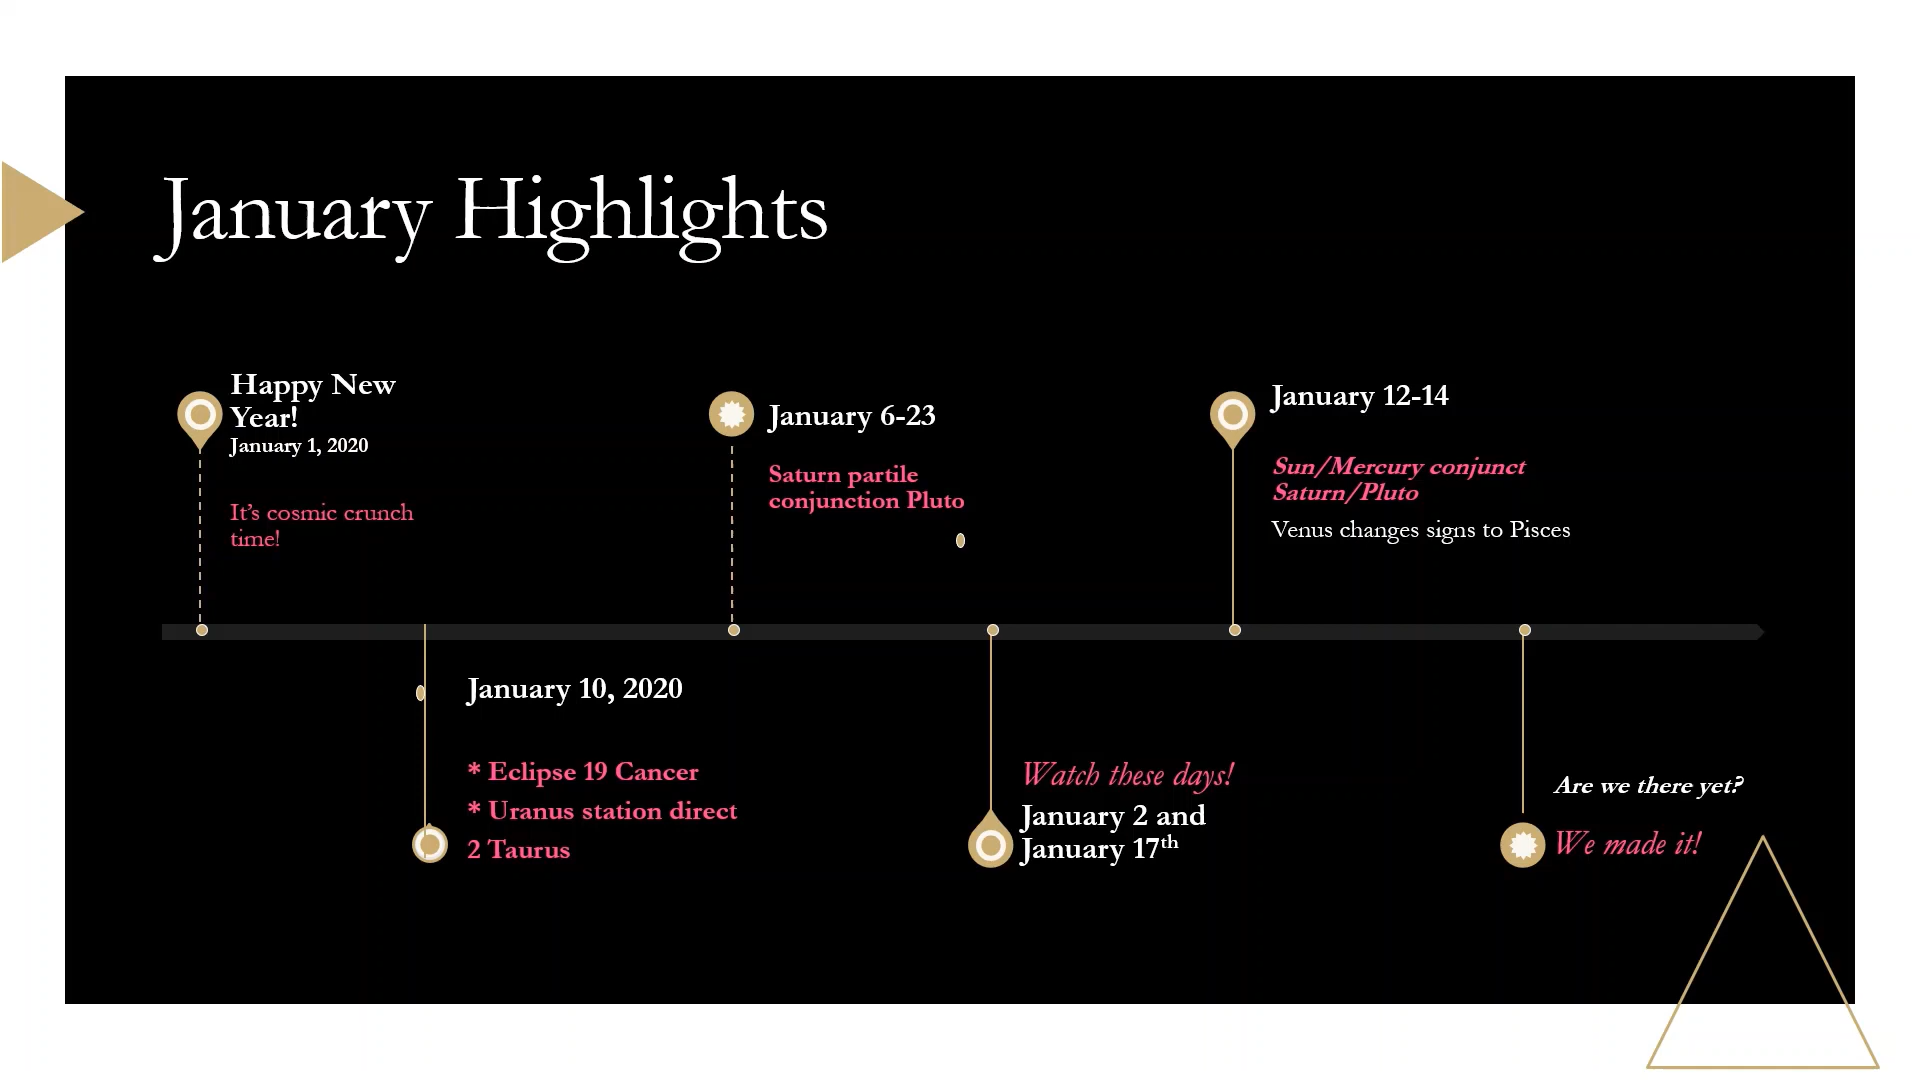 January Highlights
Happy New
Year!
January 1, 2020
It’s cosmic crunch
time!
January 10, 2020
* Eclipse 19 Cancer
* Uranus station direct
2 Taurus
January 6-23
Saturn partile
conjunction Pluto
Watch these days!
January 2 and
January 17th
January 12-14
Sun/Mercury conjunct
Saturn/Pluto
Venus changes signs to Pisces
Are we there yet?
We made it!